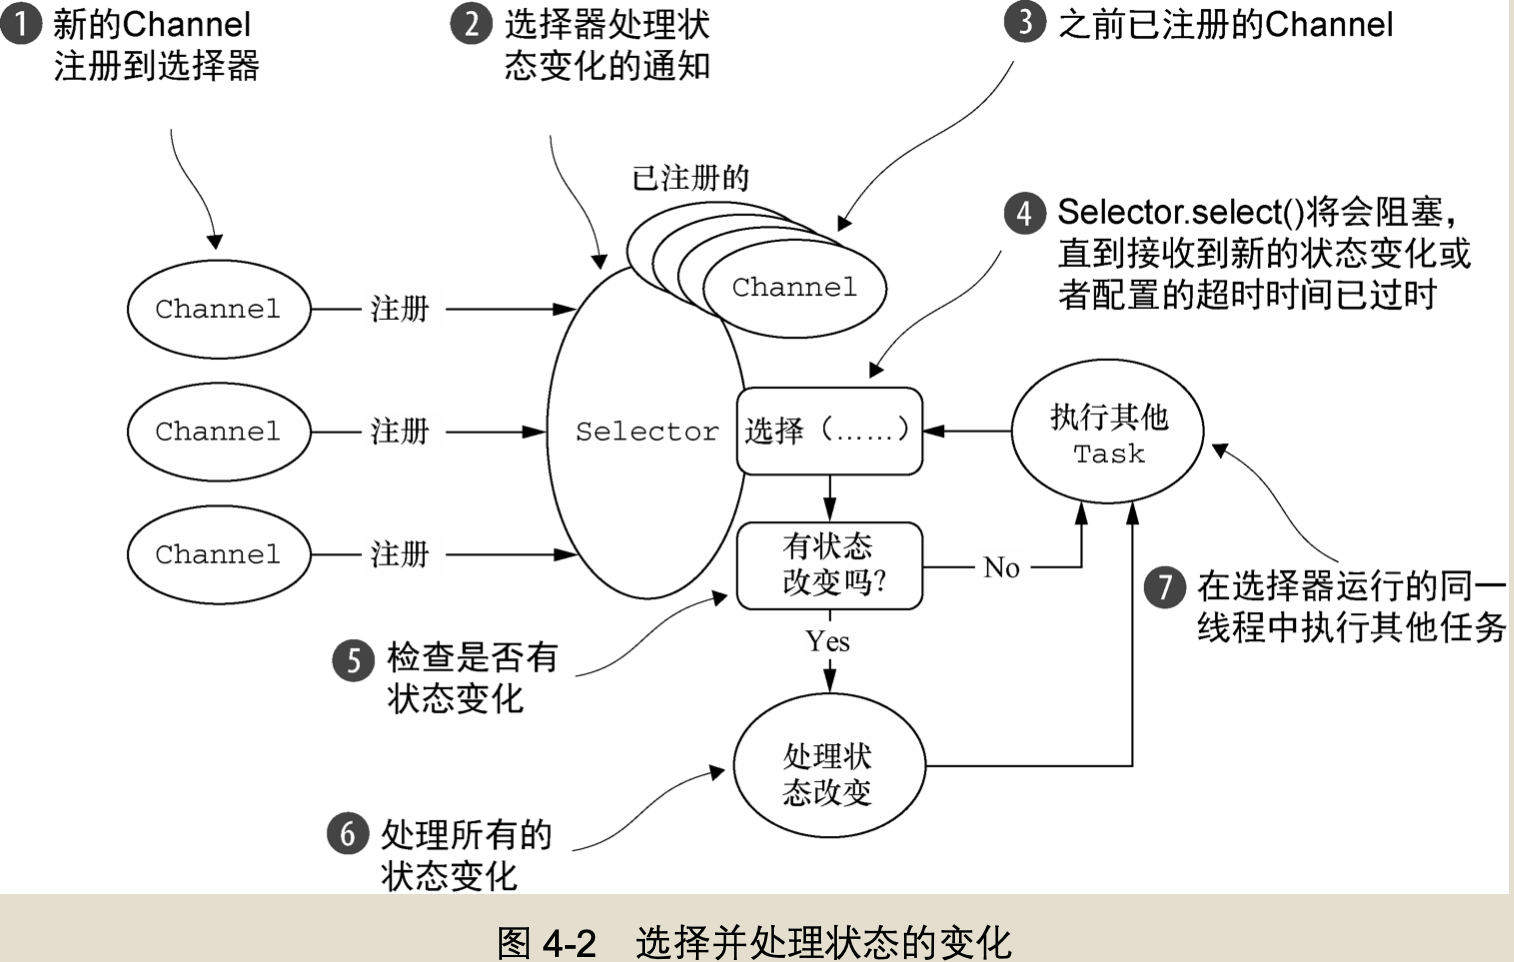 1 新的Channel
注册到选择器
2 选择器处理状
态变化的通知
3 之前已注册的Channel
已注册的
Channel
4 Selector.select()将会阻塞，
直到接收到新的状态变化或
者配置的超时时间已过时
Channel
注册
Channel
注册
Channel
注册
Selector
选择（……）
执行其他
Task
有状态
改变吗？
No
Yes
7 在选择器运行的同一
线程中执行其他任务
5 检查是否有
状态变化
处理状
态改变
6 处理所有的
状态变化
图 4-2 选择并处理状态的变化